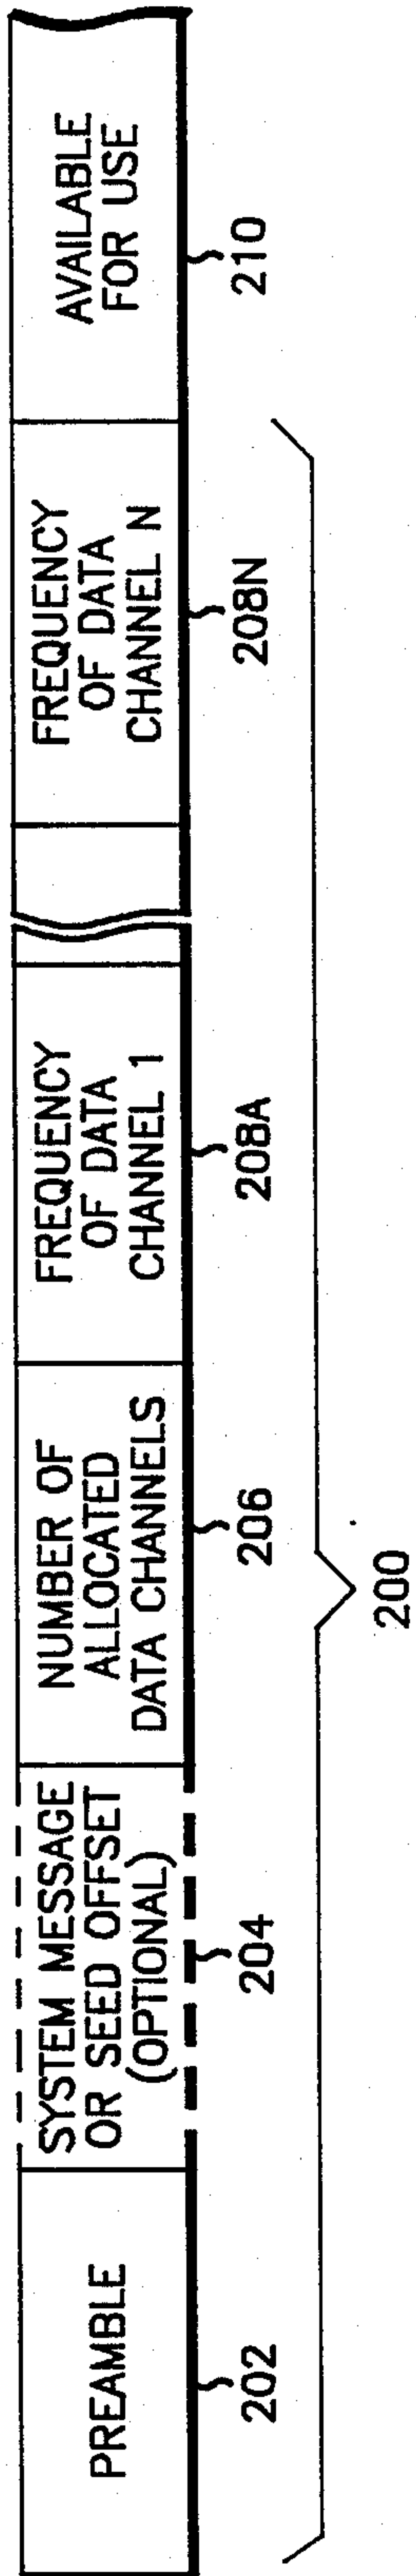 PREAMBLE
202
SYSTEM MESSAGE
OR SEED OFFSET
(OPTIONAL)
204
NUMBER OF
ALLOCATED
DATA CHANNELS
206
FREQUENCY
OF DATA
CHANNEL 1
208A
FREQUENCY
OF DATA
CHANNEL N
208N
AVAILABLE
FOR USE
210
200